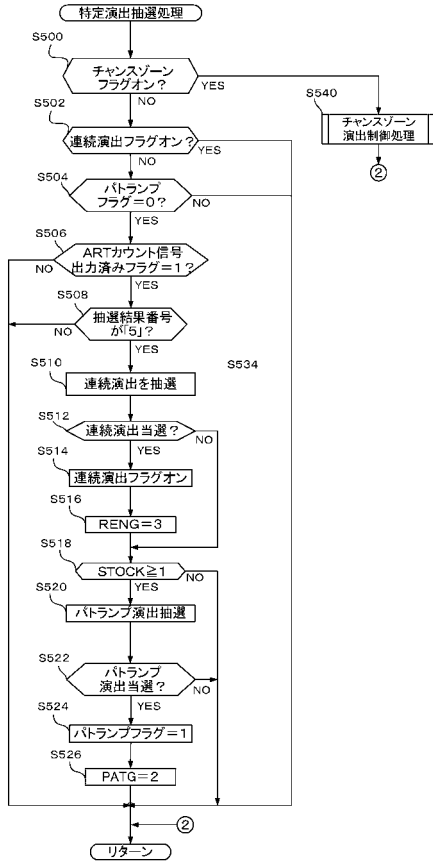 特定演出抽選処理
S500
チャンスゾーン
フラグオン？
YES
NO
S540
チャンスゾーン
演出制御処理
②
S502
連続演出フラグオン？
YES
NO
S504
パトランプ
フラグ＝０？
NO
YES
S506
ARTカウント信号
出力済みフラグ＝１？
NO
YES
S508
抽選結果番号
が「５」？
NO
YES
S534
S510
連続演出を抽選
S512
連続演出当選？
NO
YES
S514
連続演出フラグオン
S516
RENG＝３
S518
STOCK≧１
NO
YES
S520
パトランプ演出抽選
S522
パトランプ
演出当選？
NO
YES
S524
パトランプフラグ＝１
S526
PATG＝２
②
リターン